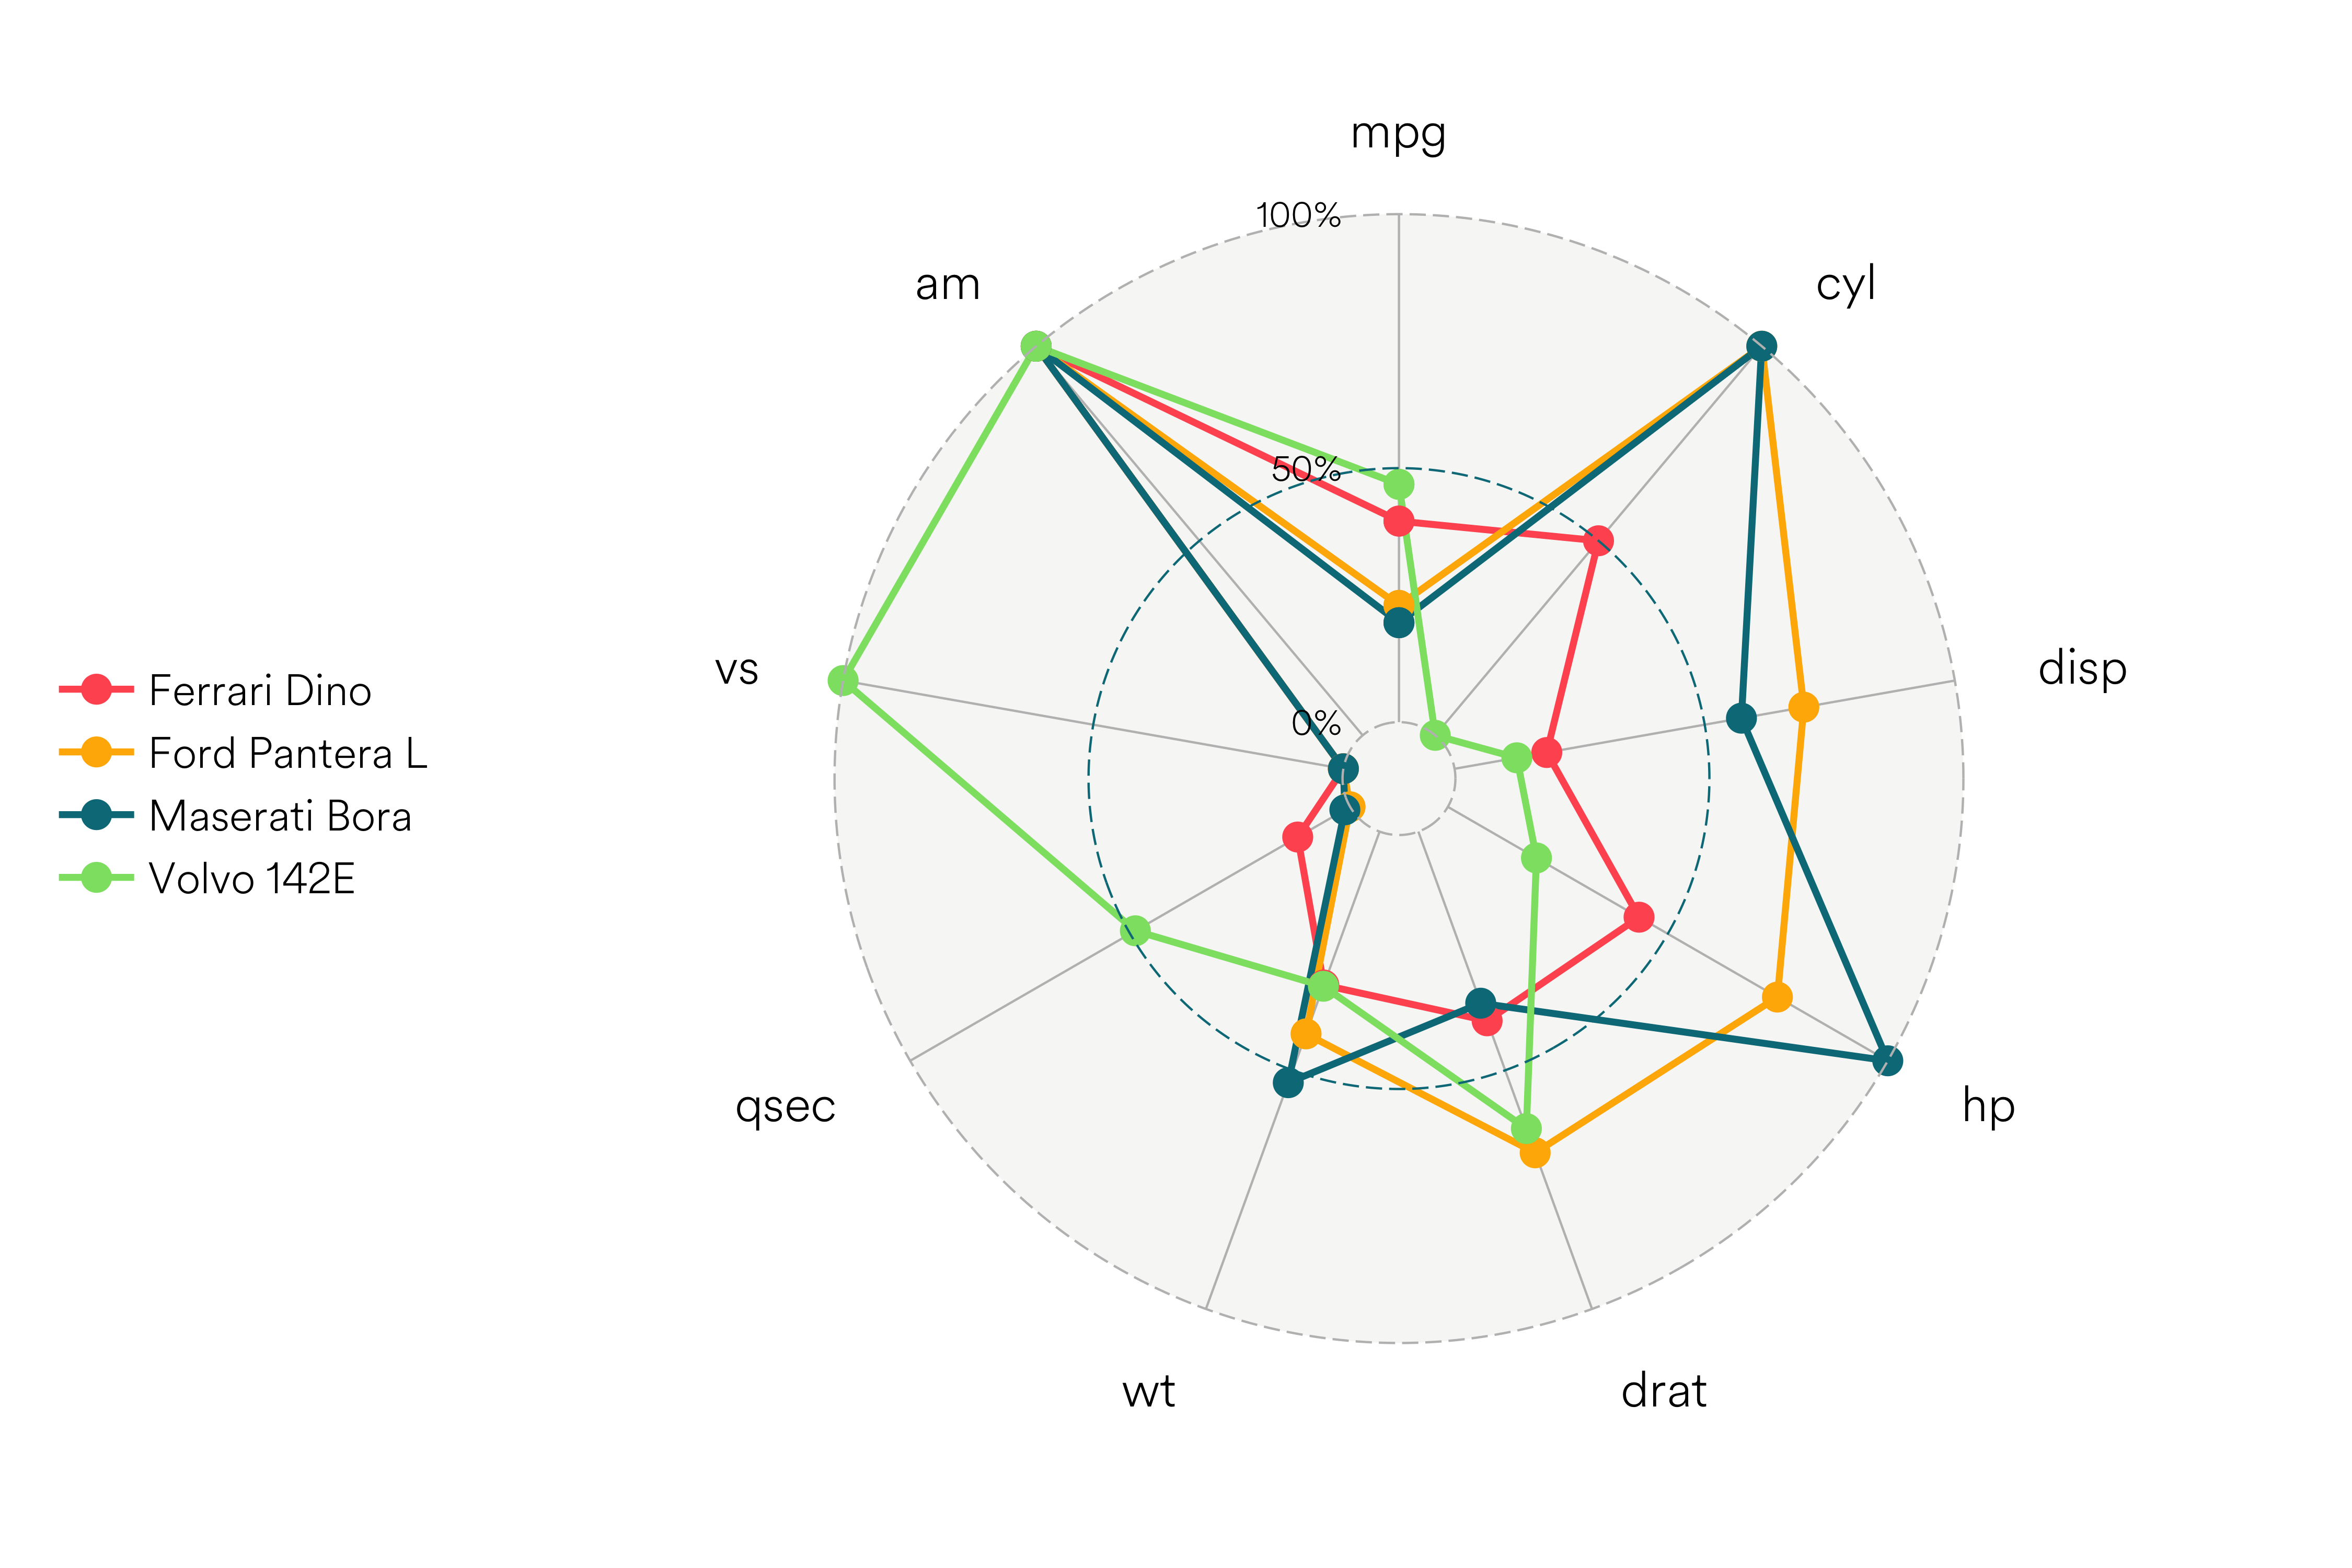 mpg
100%
am
cyl
50%
vs
disp
0%
Ferrari Dino
Ford Pantera L
Maserati Bora
Volvo 142E
qsec
hp
wt
drat